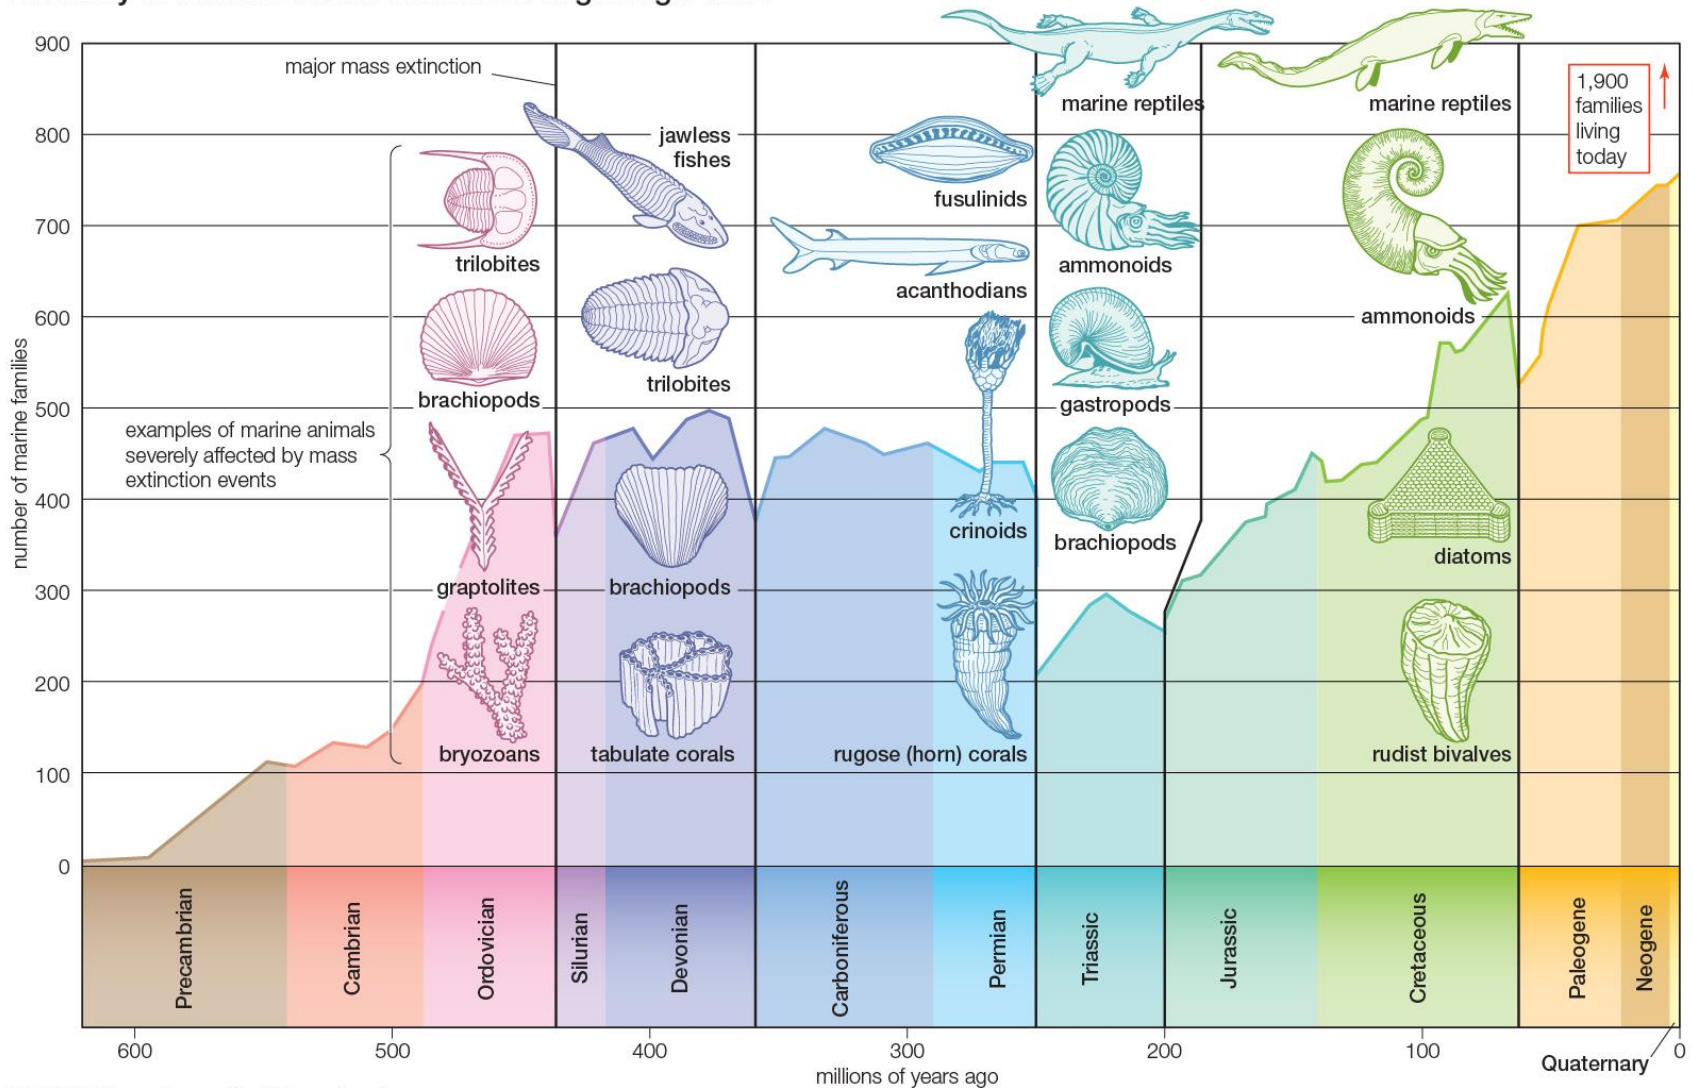 900
800
700
600
500
400
300
200
100
0
number of marine families
major mass extinction
examples of marine animals
severely affected by mass
extinction events
trilobites
brachiopods
graptolites
bryozoans
jawless
fishes
trilobites
brachiopods
tabulate corals
fusulinids
acanthodians
crinoids
rugose (horn) corals
marine reptiles
ammonoids
gastropods
brachiopods
marine reptiles
ammonoids
diatoms
rudist bivalves
1,900
families
living
today
Precambrian
Cambrian
Ordovician
Silurian
Devonian
Carboniferous
Permian
Triassic
Jurassic
Cretaceous
Paleogene
Neogene
Quaternary
600
500
400
300
200
100
0
millions of years ago